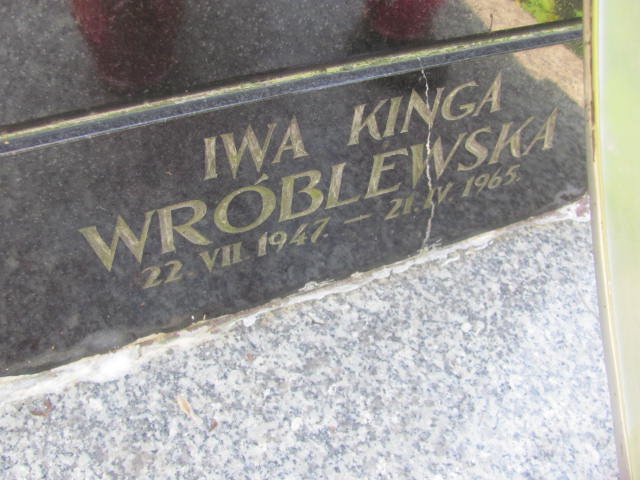 IWA KINGA
WRÓBLEWSKA
22. VII 1947. — 21. IV. 1965.